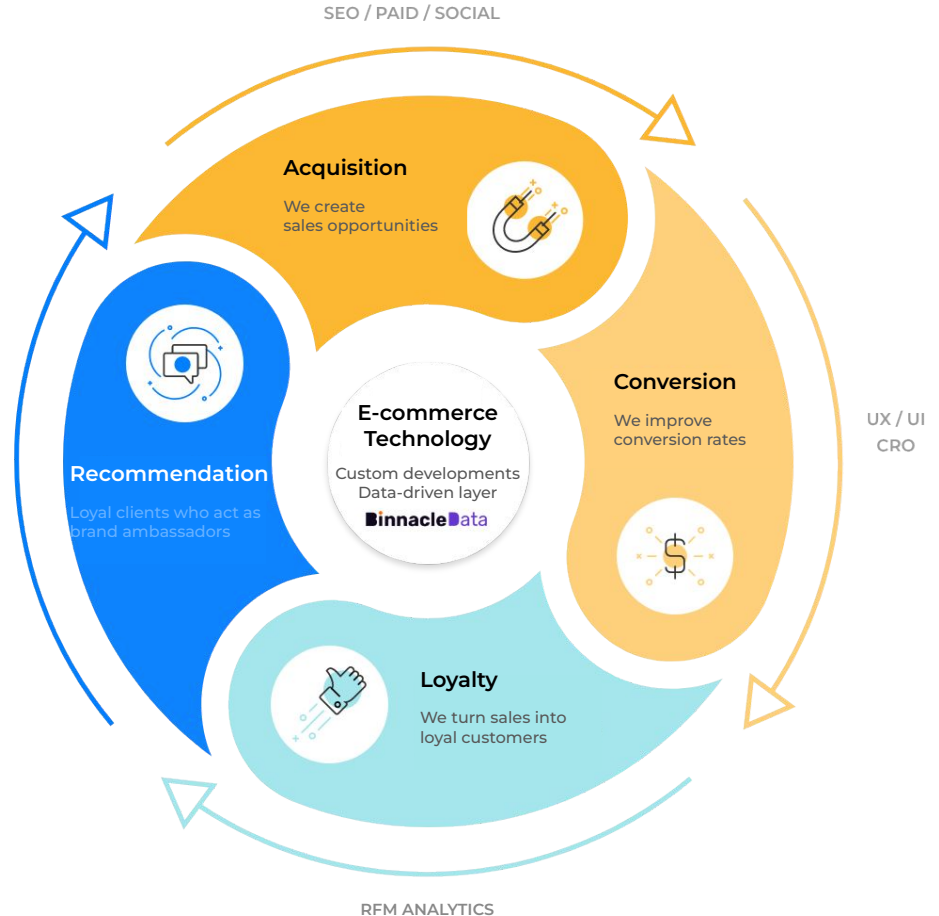 SEO / PAID / SOCIAL
Acquisition
We create
sales opportunities
Conversion
We improve
conversion rates
UX / UI
CRO
E-commerce
Technology
Custom developments
Data-driven layer
BinnacleData
Recommendation
Loyal clients who act as
brand ambassadors
Loyalty
We turn sales into
loyal customers
RFM ANALYTICS